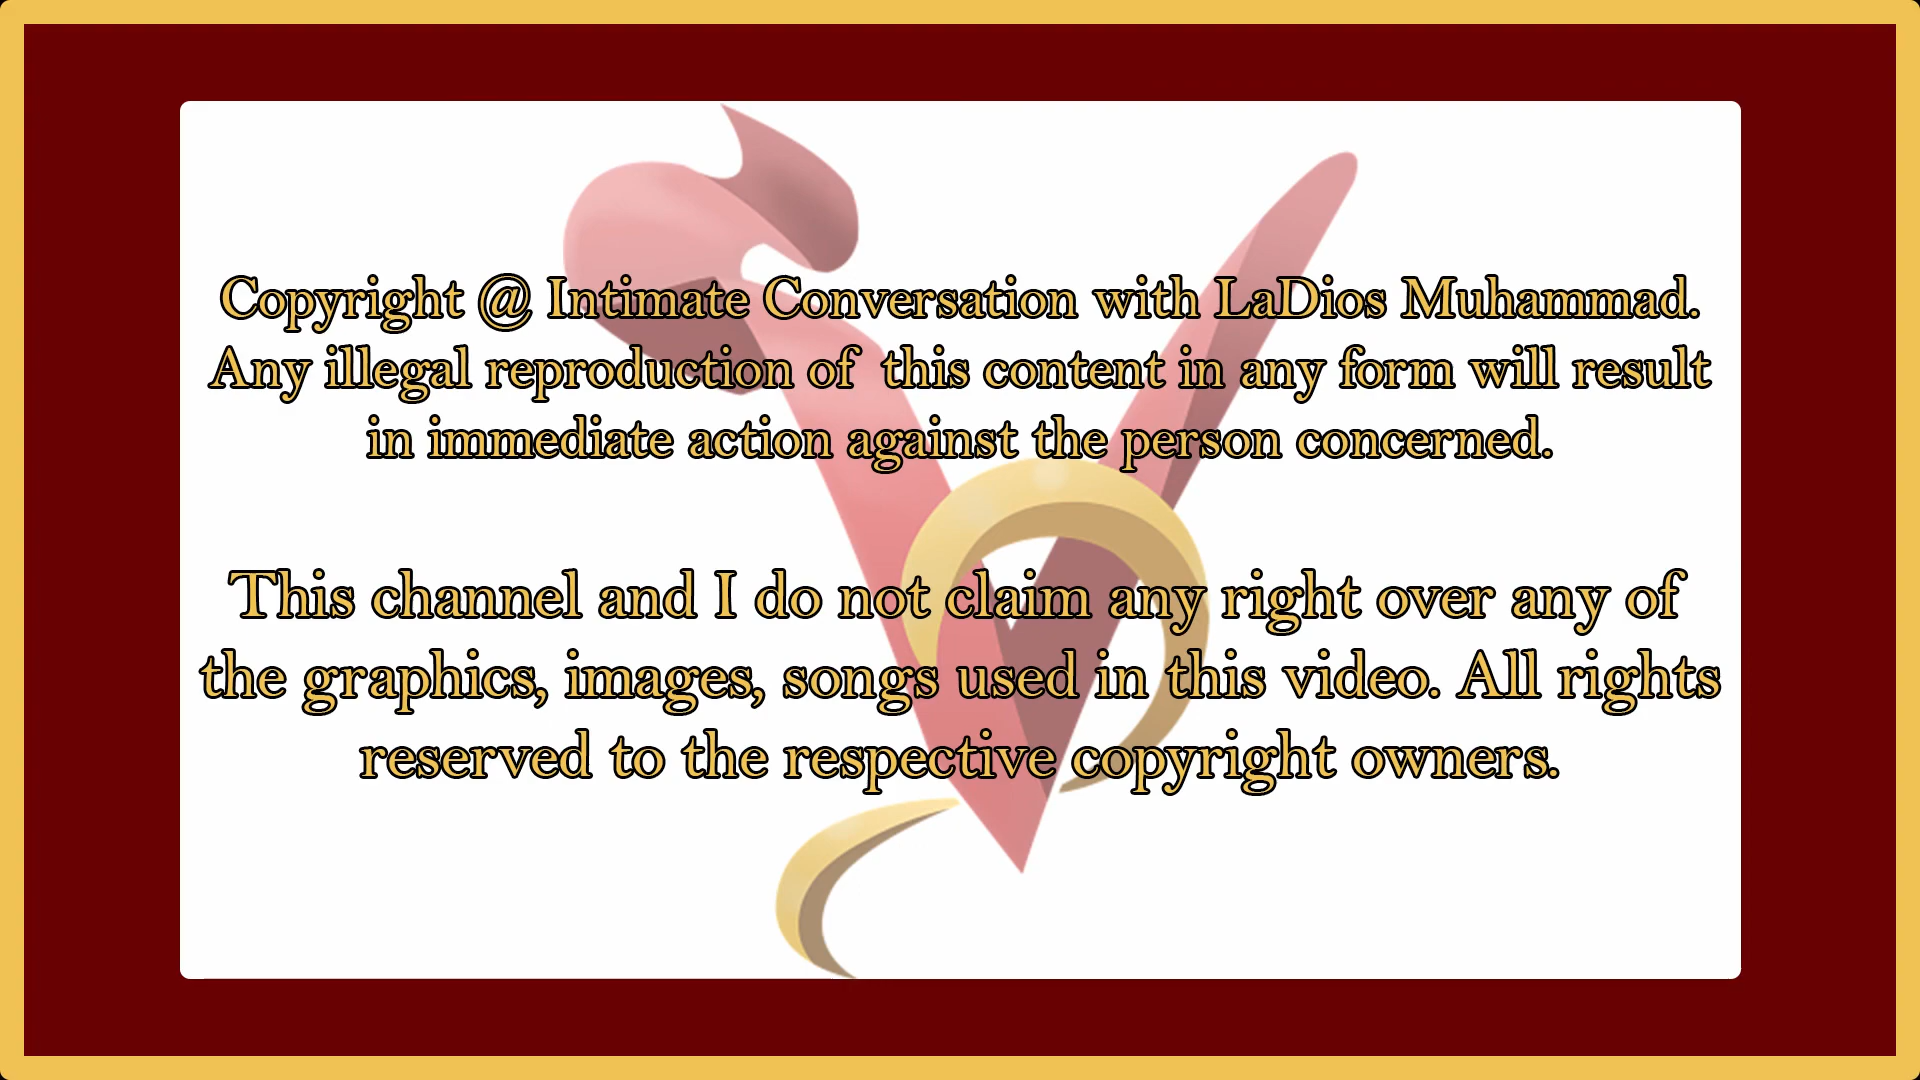 Copyright @ Intimate Conversation with LaDios Muhammad.
Any illegal reproduction of this content in any form will result
in immediate action against the person concerned.
This channel and I do not claim any right over any of
the graphics, images, songs used in this video. All rights
reserved to the respective copyright owners.